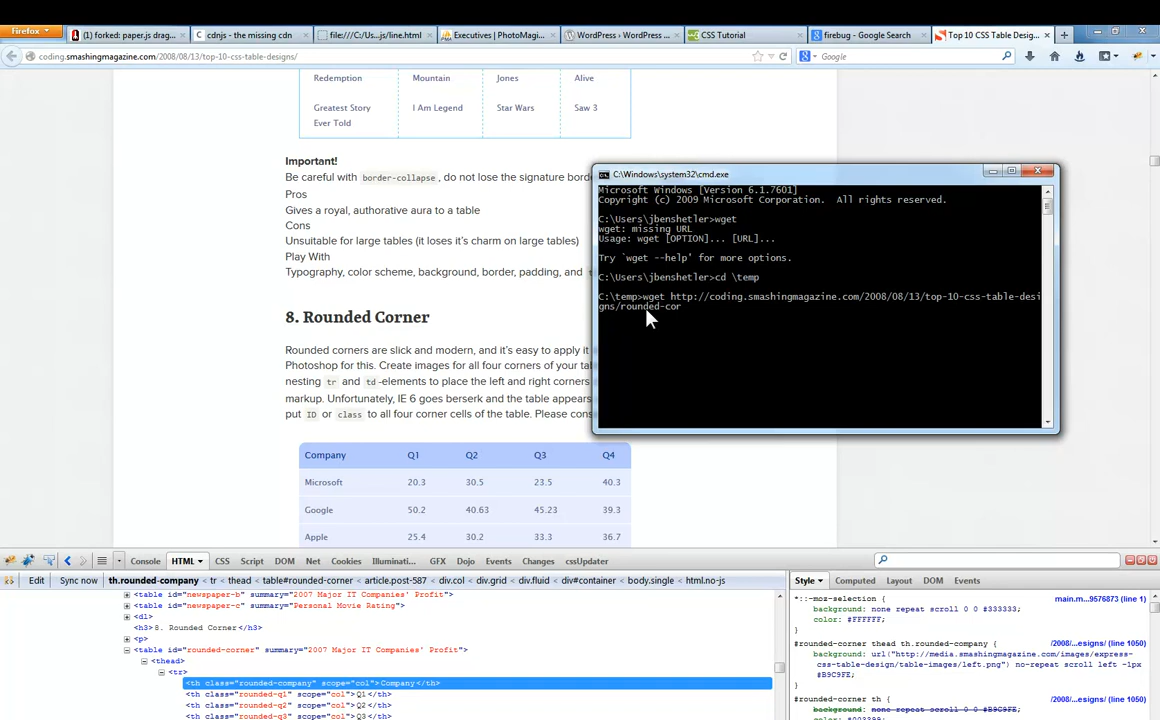 Firefox
(1) forked: paper.js drag...
cdnjs - the missing cdn
file:///C:/Us...js/line.html
Executives | PhotoMagi...
WordPress › WordPress ...
CSS Tutorial
firebug - Google Search
Top 10 CSS Table Desig...
coding.smashingmagazine.com/2008/08/13/top-10-css-table-designs/
Google
Redemption Mountain Jones Alive
Greatest Story I Am Legend Star Wars Saw 3
Ever Told
Important!
Be careful with border-collapse, do not lose the signature bord
Pros
Gives a royal, authorative aura to a table
Cons
Unsuitable for large tables (it loses it's charm on large tables)
Play With
Typography, color scheme, background, border, padding, and
8. Rounded Corner
Rounded corners are slick and modern, and it's easy to apply it
Photoshop for this. Create images for all four corners of your tab
nesting tr and td-elements to place the left and right corners
markup. Unfortunately, IE 6 goes berserk and the table appears
put ID or class to all four corner cells of the table. Please cons
Company Q1 Q2 Q3 Q4
Microsoft 20.3 30.5 23.5 40.3
Google 50.2 40.63 45.23 39.3
Apple 25.4 30.2 33.3 36.7
C:\Windows\system32\cmd.exe
Microsoft Windows [Version 6.1.7601]
Copyright (c) 2009 Microsoft Corporation. All rights reserved.
C:\Users\jbenshetler>wget
wget: missing URL
Usage: wget [OPTION]... [URL]...
Try `wget --help' for more options.
C:\Users\jbenshetler>cd \temp
C:\temp>wget http://coding.smashingmagazine.com/2008/08/13/top-10-css-table-desi
gns/rounded-cor
Console HTML CSS Script DOM Net Cookies Illuminati... GFX Dojo Events Changes cssUpdater
Edit Sync now th.rounded-company < tr < thead < table#rounded-corner < article.post-587 < div.col < div.grid < div.fluid < div#container < body.single < html.no-js
<table id="newspaper-b" summary="2007 Major IT Companies' Profit">
<table id="newspaper-c" summary="Personal Movie Rating">
<dl>
<h3>8. Rounded Corner</h3>
<p>
<table id="rounded-corner" summary="2007 Major IT Companies' Profit">
<thead>
<tr>
<th class="rounded-company" scope="col">Company</th>
<th class="rounded-q1" scope="col">Q1</th>
<th class="rounded-q2" scope="col">Q2</th>
<th class="rounded-q3" scope="col">Q3</th>
Style Computed Layout DOM Events
*::-moz-selection { main.m...9576873 (line 1)
background: none repeat scroll 0 0 #333333;
color: #FFFFFF;
}
#rounded-corner thead th.rounded-company { /2008/...esigns/ (line 1050)
background: url("http://media.smashingmagazine.com/images/express-
css-table-design/table-images/left.png") no-repeat scroll left -1px
#B9C9FE;
}
#rounded-corner th { /2008/...esigns/ (line 1050)
background: none repeat scroll 0 0 #B9C9FE;